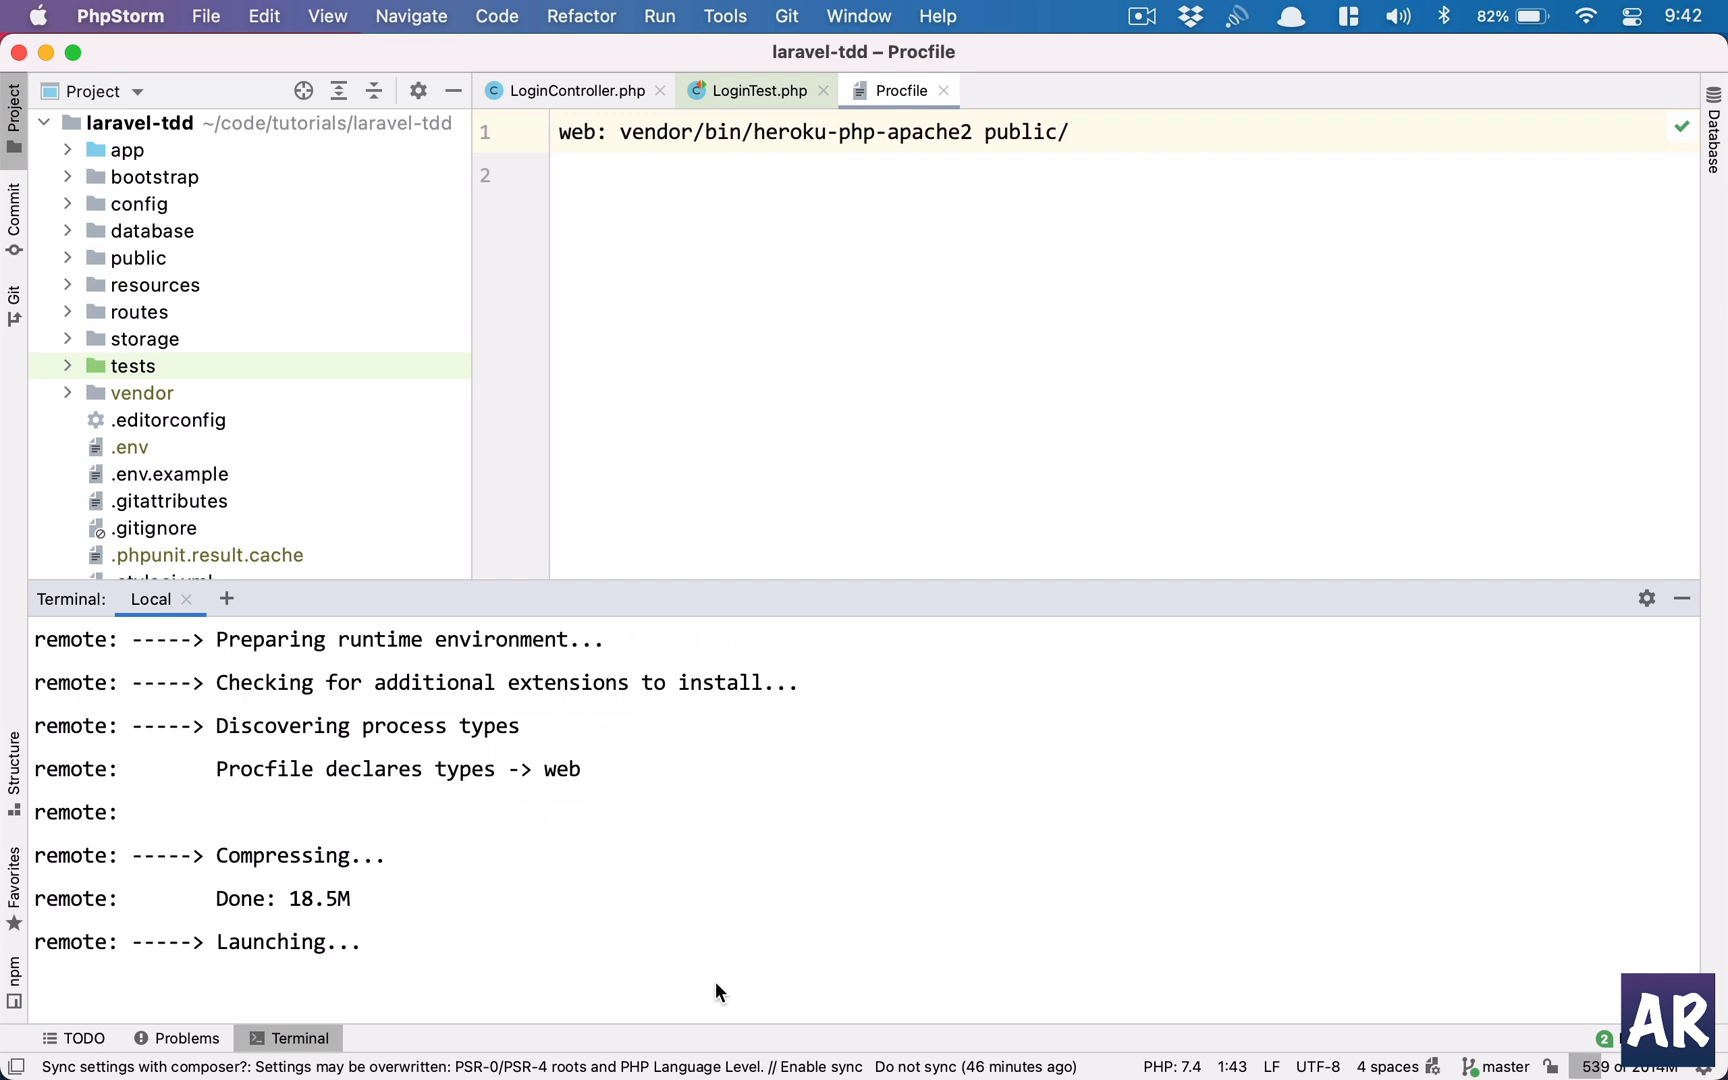 PhpStorm File Edit View Navigate Code Refactor Run Tools Git Window Help 82% 9:42
laravel-tdd – Procfile
Project
LoginController.php LoginTest.php Procfile
laravel-tdd ~/code/tutorials/laravel-tdd
app
bootstrap
config
database
public
resources
routes
storage
tests
vendor
.editorconfig
.env
.env.example
.gitattributes
.gitignore
.phpunit.result.cache
1 web: vendor/bin/heroku-php-apache2 public/
2
Project
Commit
Git
Structure
Favorites
npm
Database
Terminal: Local
remote: -----> Preparing runtime environment...
remote: -----> Checking for additional extensions to install...
remote: -----> Discovering process types
remote: Procfile declares types -> web
remote:
remote: -----> Compressing...
remote: Done: 18.5M
remote: -----> Launching...
TODO Problems Terminal 2
AR
Sync settings with composer?: Settings may be overwritten: PSR-0/PSR-4 roots and PHP Language Level. // Enable sync Do not sync (46 minutes ago) PHP: 7.4 1:43 LF UTF-8 4 spaces master 539 of 2014M